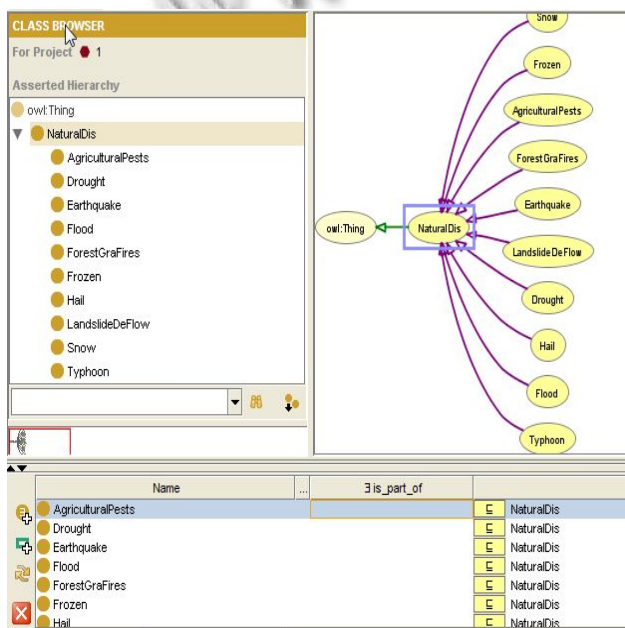 CLASS BROWSER
For Project 1
Asserted Hierarchy
owl:Thing
NaturalDis
AgriculturalPests
Drought
Earthquake
Flood
ForestGraFires
Frozen
Hail
LandslideDeFlow
Snow
Typhoon
Snow
Frozen
AgriculturalPests
ForestGraFires
Earthquake
owl:Thing
NaturalDis
LandslideDeFlow
Drought
Hail
Flood
Typhoon
Name ... ∃ is_part_of
AgriculturalPests ⊑ NaturalDis
Drought ⊑ NaturalDis
Earthquake ⊑ NaturalDis
Flood ⊑ NaturalDis
ForestGraFires ⊑ NaturalDis
Frozen ⊑ NaturalDis
Hail ⊑ NaturalDis